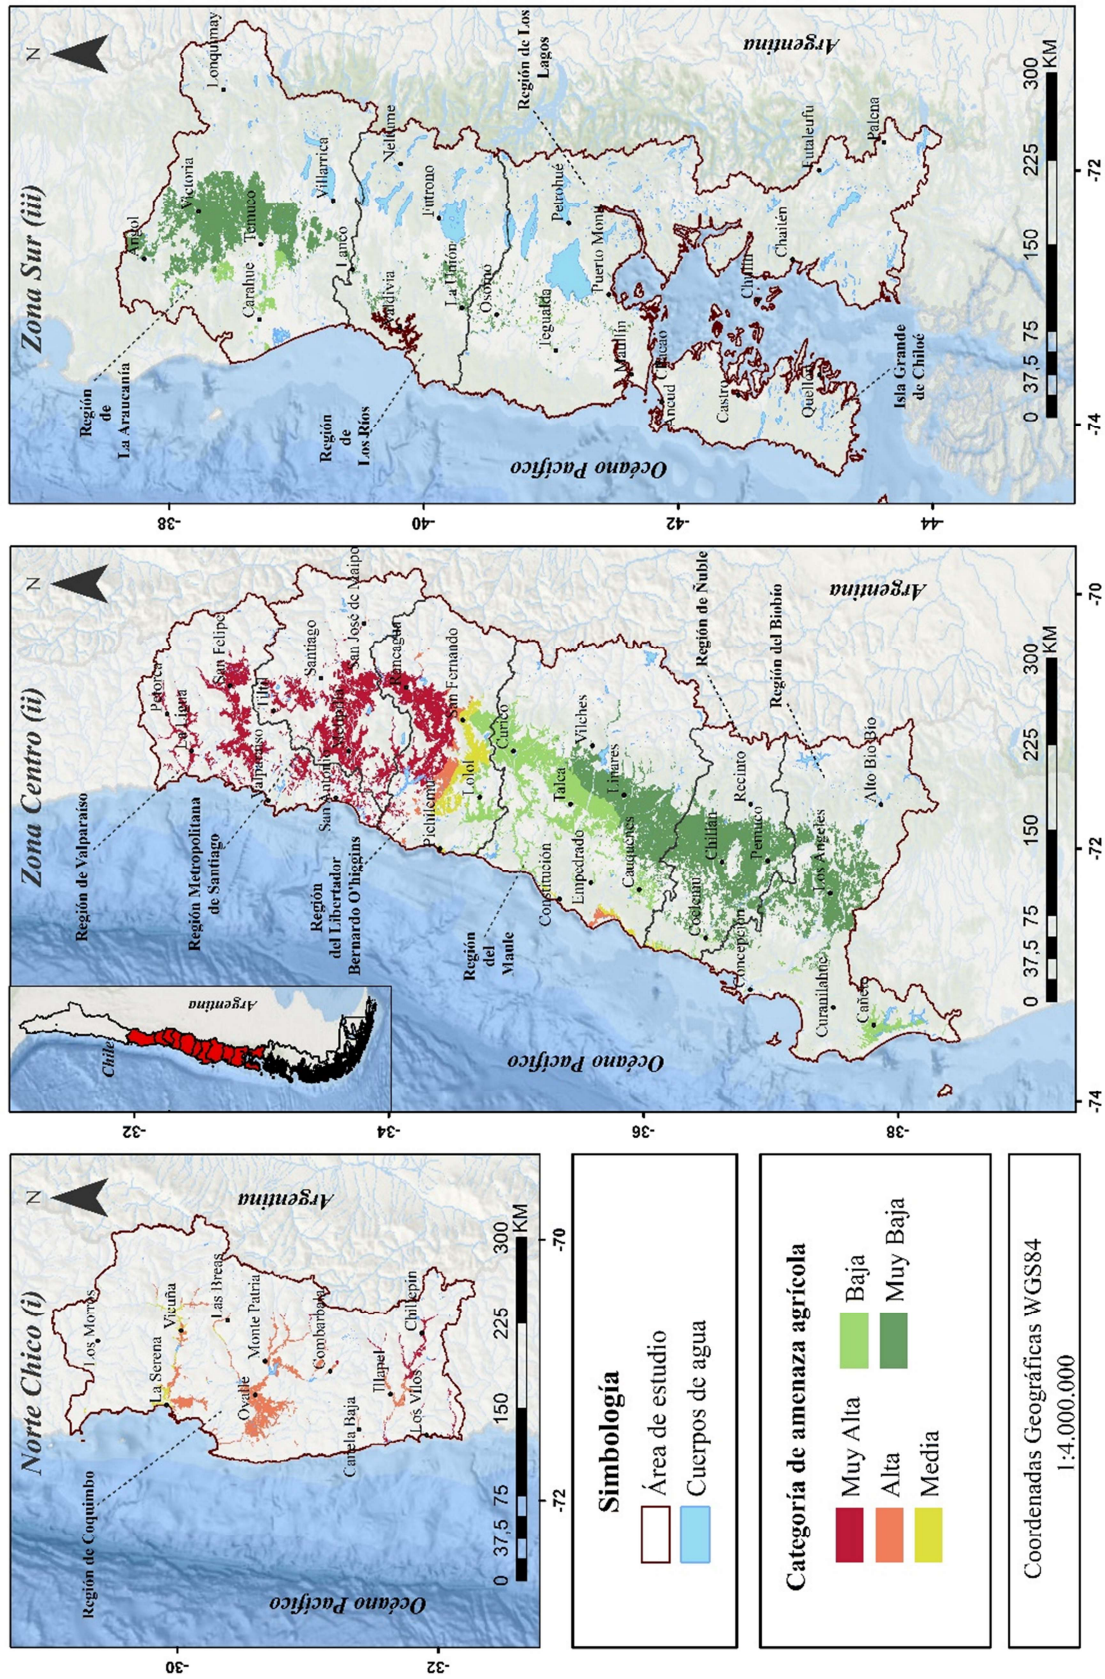 Norte Chico (i)
N
Región de Coquimbo
Los Morros
La Serena
Vicuña
Las Breas
Ovalle
Monte Patria
Combarbalá
Canela Baja
Illapel
Los Vilos
Chillepín
Argentina
Océano Pacífico
0 37,5 75 150 225 300
KM
-30
-32
-72
-70
Simbología
Área de estudio
Cuerpos de agua
Categoría de amenaza agrícola
Muy Alta
Alta
Media
Baja
Muy Baja
Coordenadas Geográficas WGS84
1:4.000.000
Zona Centro (ii)
N
Chile
Argentina
Región de Valparaíso
Región Metropolitana
de Santiago
Región
del Libertador
Bernardo O'higgins
Región
del
Maule
Región de Ñuble
Región del Biobío
Petorca
La Ligua
San Felipe
Valparaíso
Tiltil
Santiago
San Antonio
Melipilla
San José de Maipo
Rancagua
Pichilemu
San Fernando
Lolol
Curicó
Constitución
Talca
Vilches
Empedrado
Linares
Cauquenes
Coelemu
Chillán
Recinto
Concepción
Pemuco
Curanilahue
Los Ángeles
Alto Bio Bío
Cañete
Océano Pacífico
Océano Pacífico
Argentina
0 37,5 75 150 225 300
KM
-32
-34
-36
-38
-74
-72
-70
Zona Sur (iii)
N
Región
de
La Araucanía
Región
de
Los Ríos
Región de Los
Lagos
Isla Grande
de Chiloé
Angol
Victoria
Lonquimay
Carahue
Temuco
Villarrica
Lanco
Neltume
Valdivia
Futrono
La Unión
Osorno
Tegualda
Petrohué
Puerto Montt
Maullín
Ancud
Chacao
Castro
Chulín
Chaitén
Quellón
Futaleufu
Palena
Océano Pacífico
Argentina
0 37,5 75 150 225 300
KM
-38
-40
-42
-44
-74
-72